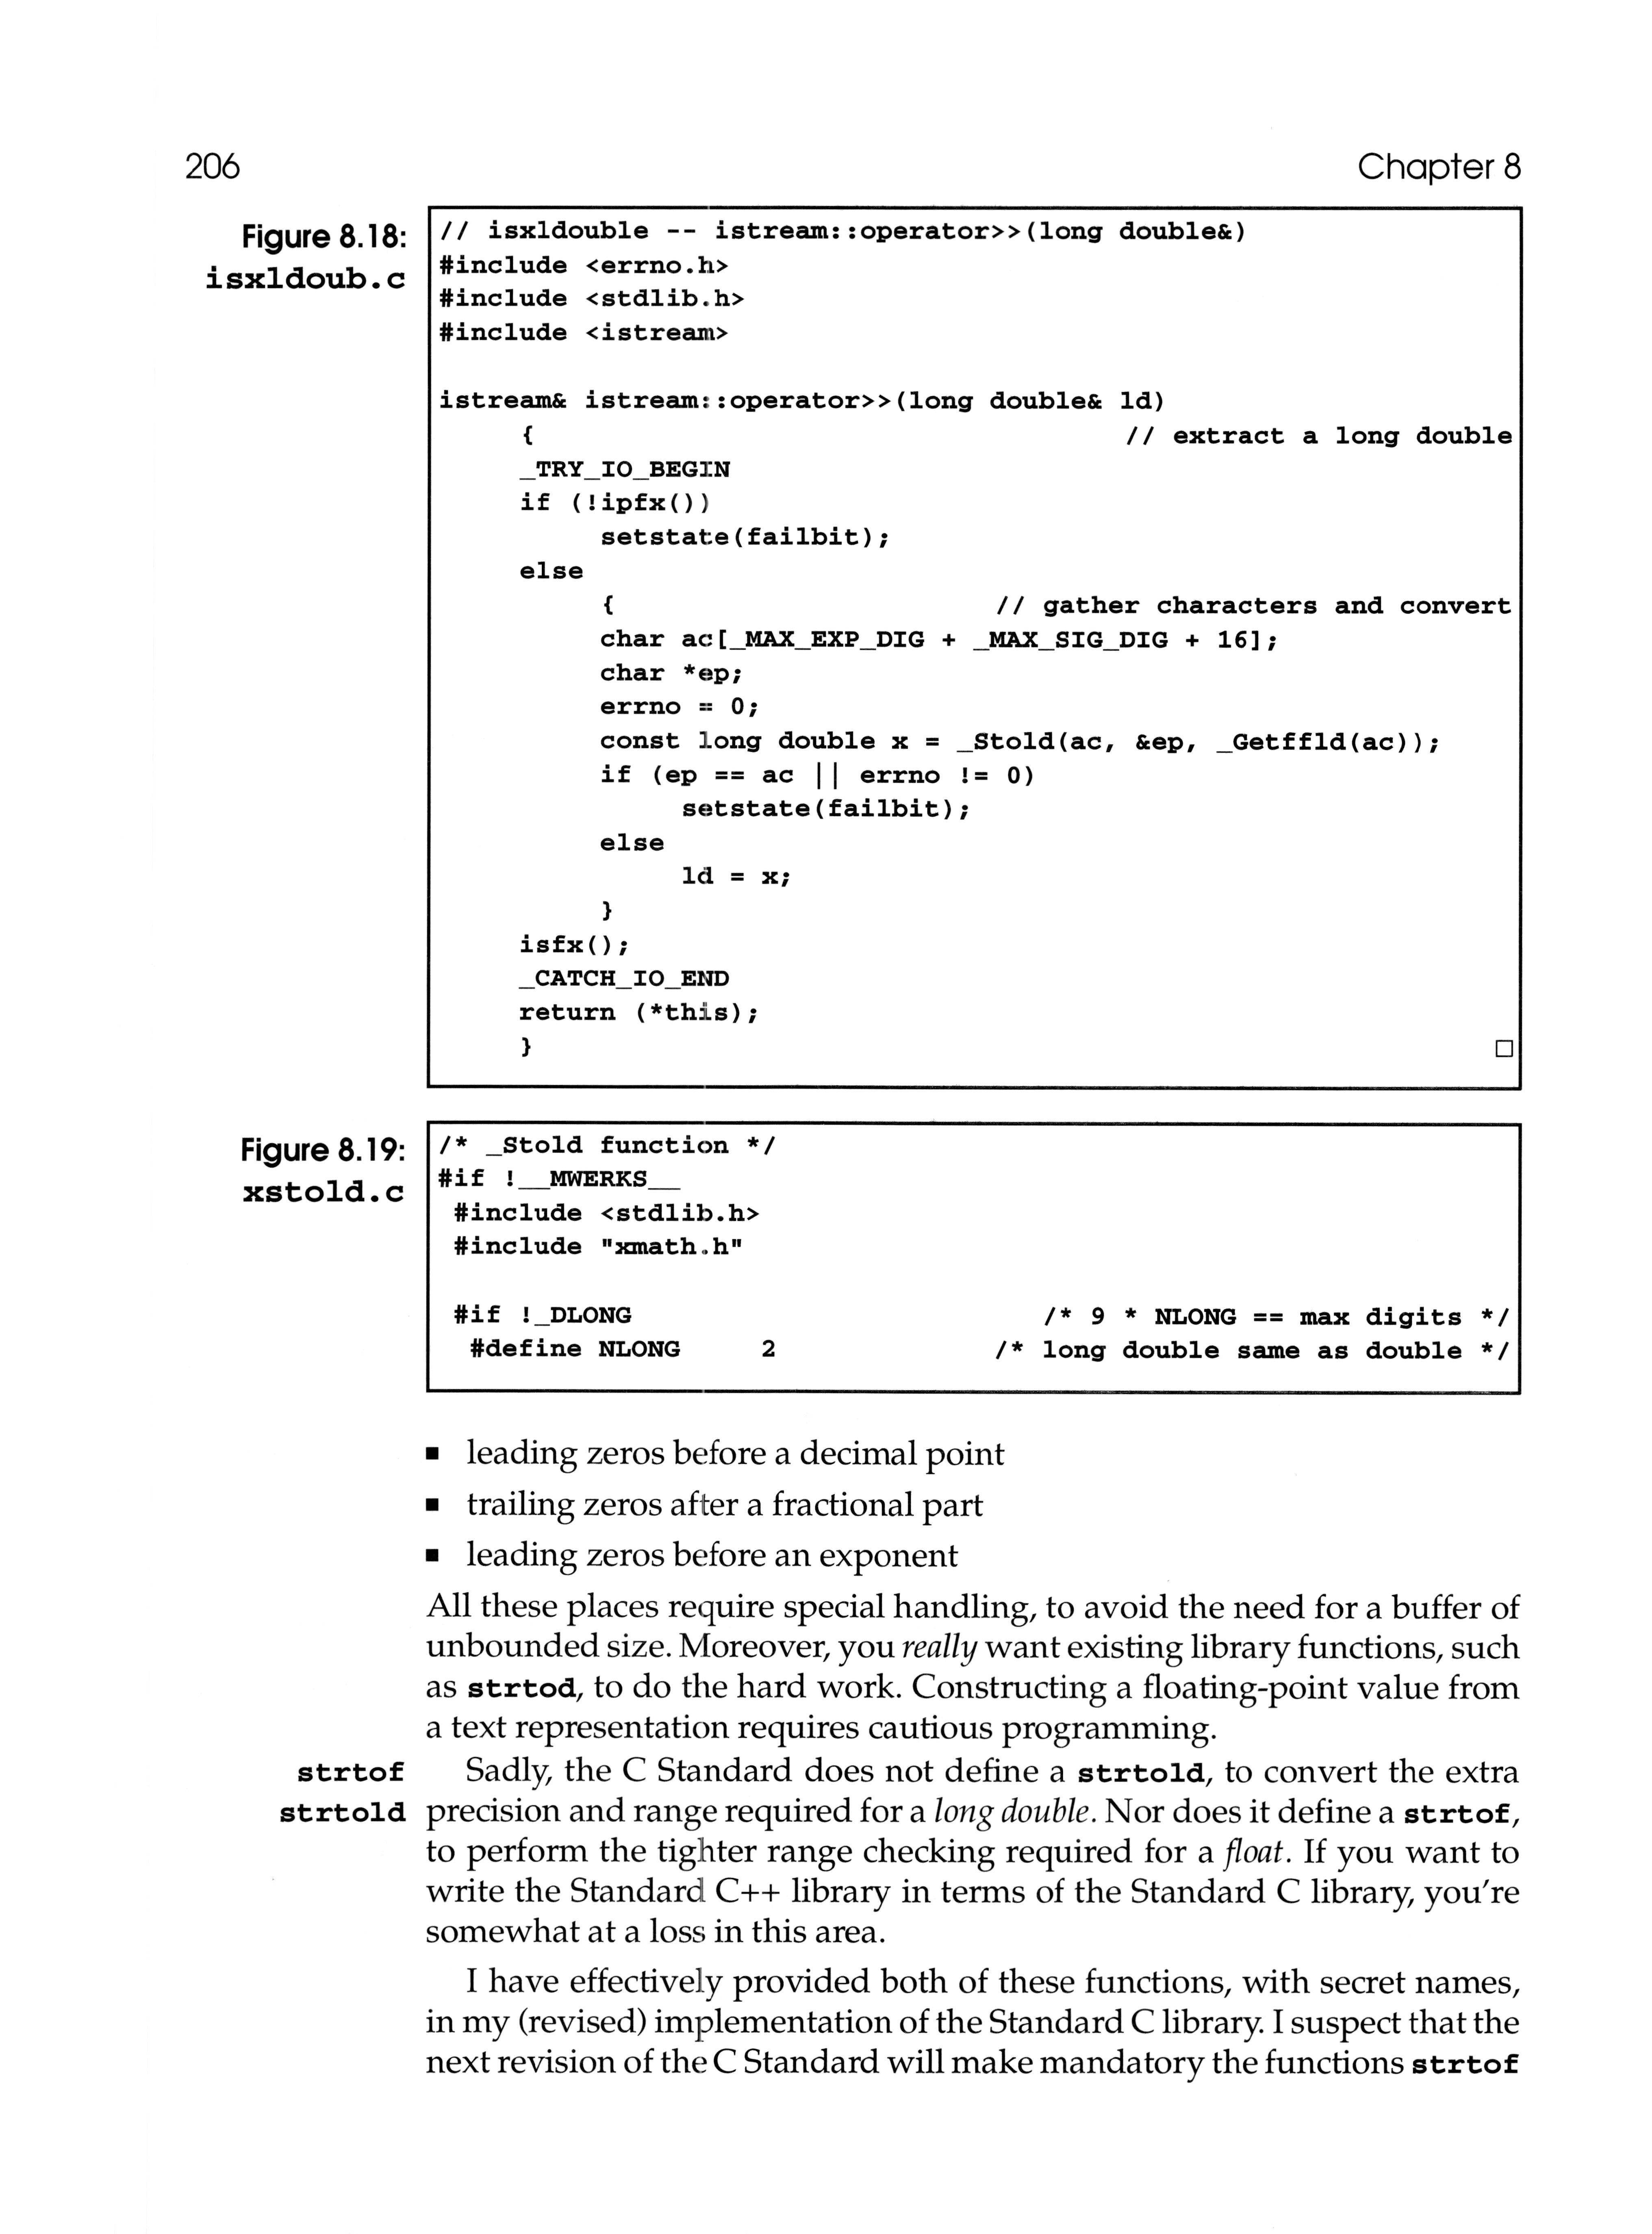 206
Chapter 8
Figure 8.18:
isxldoub.c
// isxldouble -- istream::operator>>(long double&)
#include <errno.h>
#include <stdlib.h>
#include <istream>
istream& istream::operator>>(long double& ld)
{ // extract a long double
_TRY_IO_BEGIN
if (!ipfx())
setstate(failbit);
else
{ // gather characters and convert
char ac[_MAX_EXP_DIG + _MAX_SIG_DIG + 16];
char *ep;
errno = 0;
const long double x = _Stold(ac, &ep, _Getffld(ac));
if (ep == ac || errno != 0)
setstate(failbit);
else
ld = x;
}
isfx();
_CATCH_IO_END
return (*this);
} □
Figure 8.19:
xstold.c
/* _Stold function */
#if !__MWERKS__
#include <stdlib.h>
#include "xmath.h"
#if !_DLONG /* 9 * NLONG == max digits */
#define NLONG 2 /* long double same as double */
▪ leading zeros before a decimal point
▪ trailing zeros after a fractional part
▪ leading zeros before an exponent
All these places require special handling, to avoid the need for a buffer of
unbounded size. Moreover, you really want existing library functions, such
as strtod, to do the hard work. Constructing a floating-point value from
a text representation requires cautious programming.
strtof
strtold
Sadly, the C Standard does not define a strtold, to convert the extra
precision and range required for a long double. Nor does it define a strtof,
to perform the tighter range checking required for a float. If you want to
write the Standard C++ library in terms of the Standard C library, you're
somewhat at a loss in this area.
I have effectively provided both of these functions, with secret names,
in my (revised) implementation of the Standard C library. I suspect that the
next revision of the C Standard will make mandatory the functions strtof